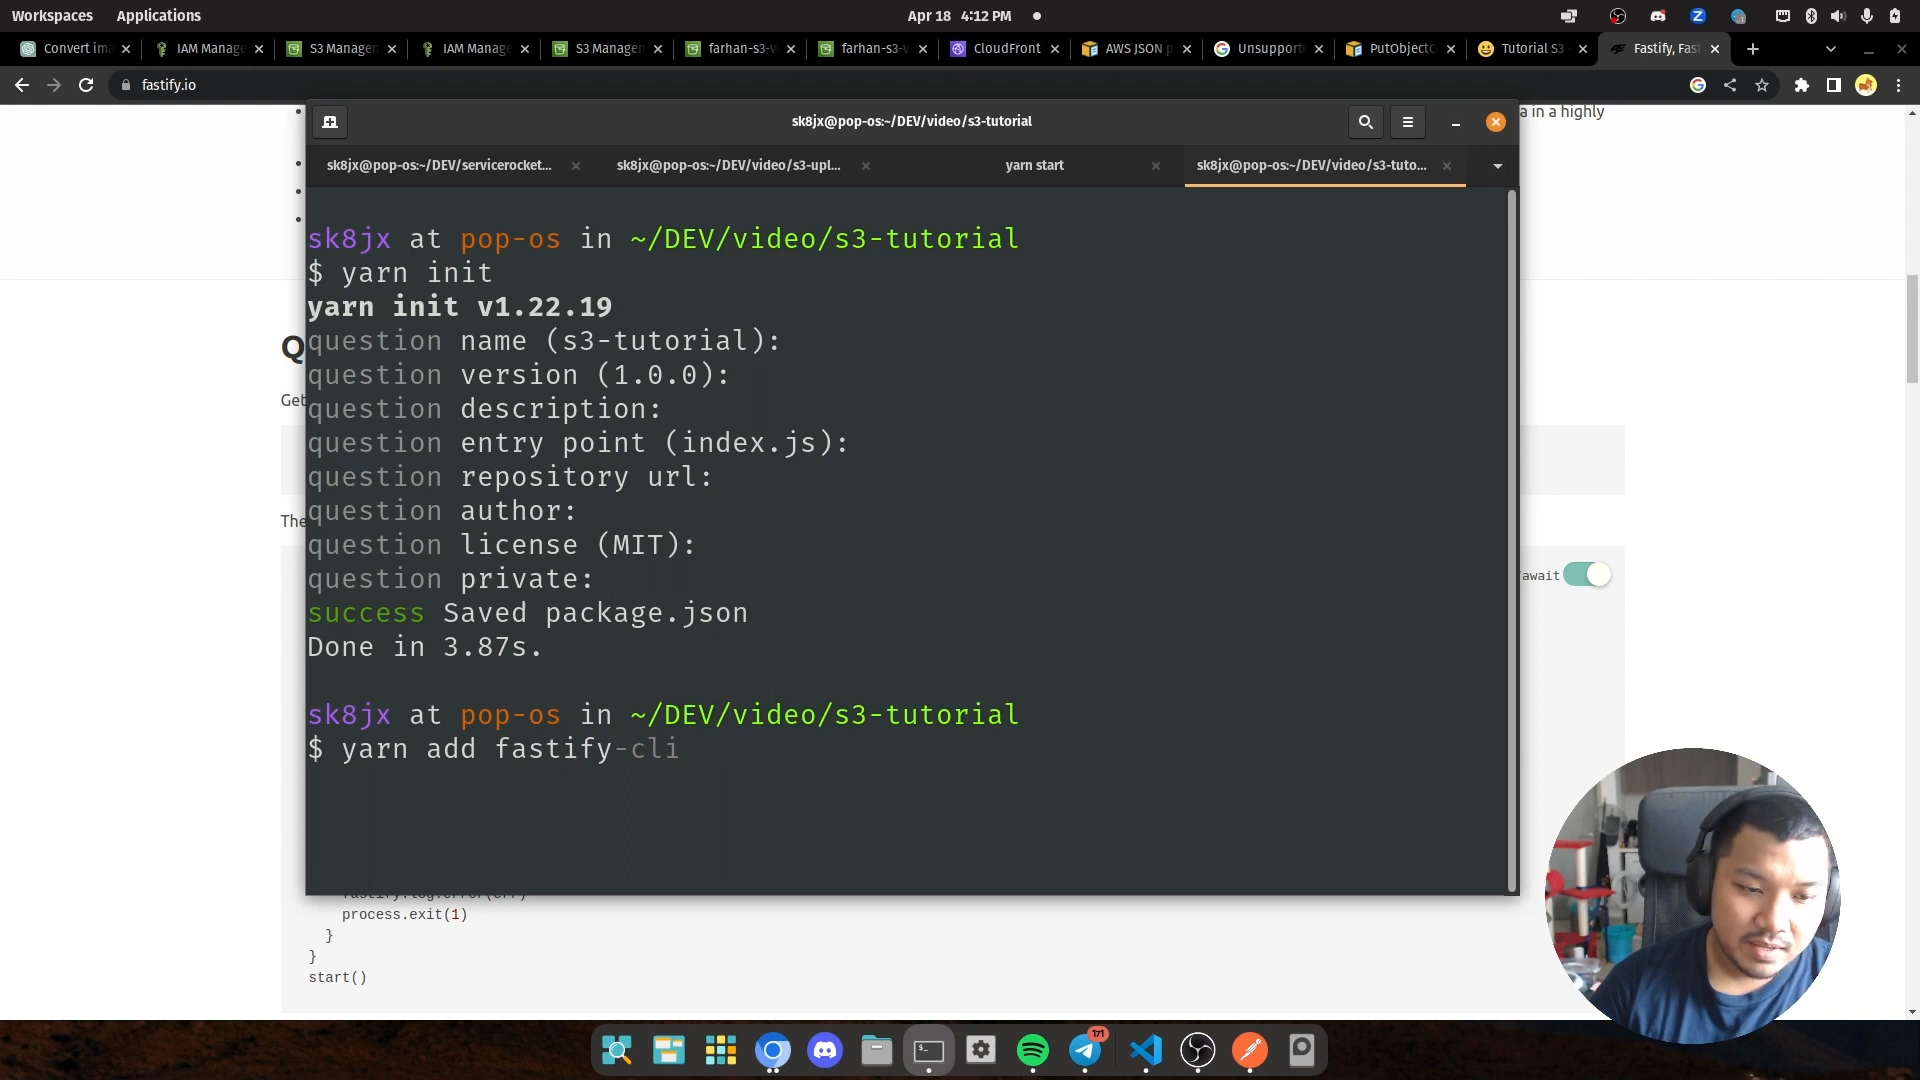 Workspaces
Applications
Apr 18 4:12 PM
Convert im
IAM Manage
S3 Manager
IAM Manage
S3 Manager
farhan-s3-v
farhan-s3-v
CloudFront
AWS JSON p
Unsupport
PutObjectC
Tutorial S3
Fastify, Fast
fastify.io
a in a highly
sk8jx@pop-os:~/DEV/video/s3-tutorial
sk8jx@pop-os:~/DEV/servicerocket...
sk8jx@pop-os:~/DEV/video/s3-upl...
yarn start
sk8jx@pop-os:~/DEV/video/s3-tuto...
sk8jx at pop-os in ~/DEV/video/s3-tutorial
$ yarn init
yarn init v1.22.19
question name (s3-tutorial):
question version (1.0.0):
question description:
question entry point (index.js):
question repository url:
question author:
question license (MIT):
question private:
success Saved package.json
Done in 3.87s.
sk8jx at pop-os in ~/DEV/video/s3-tutorial
$ yarn add fastify-cli
Q
Get
The
await
process.exit(1)
}
}
start()
171